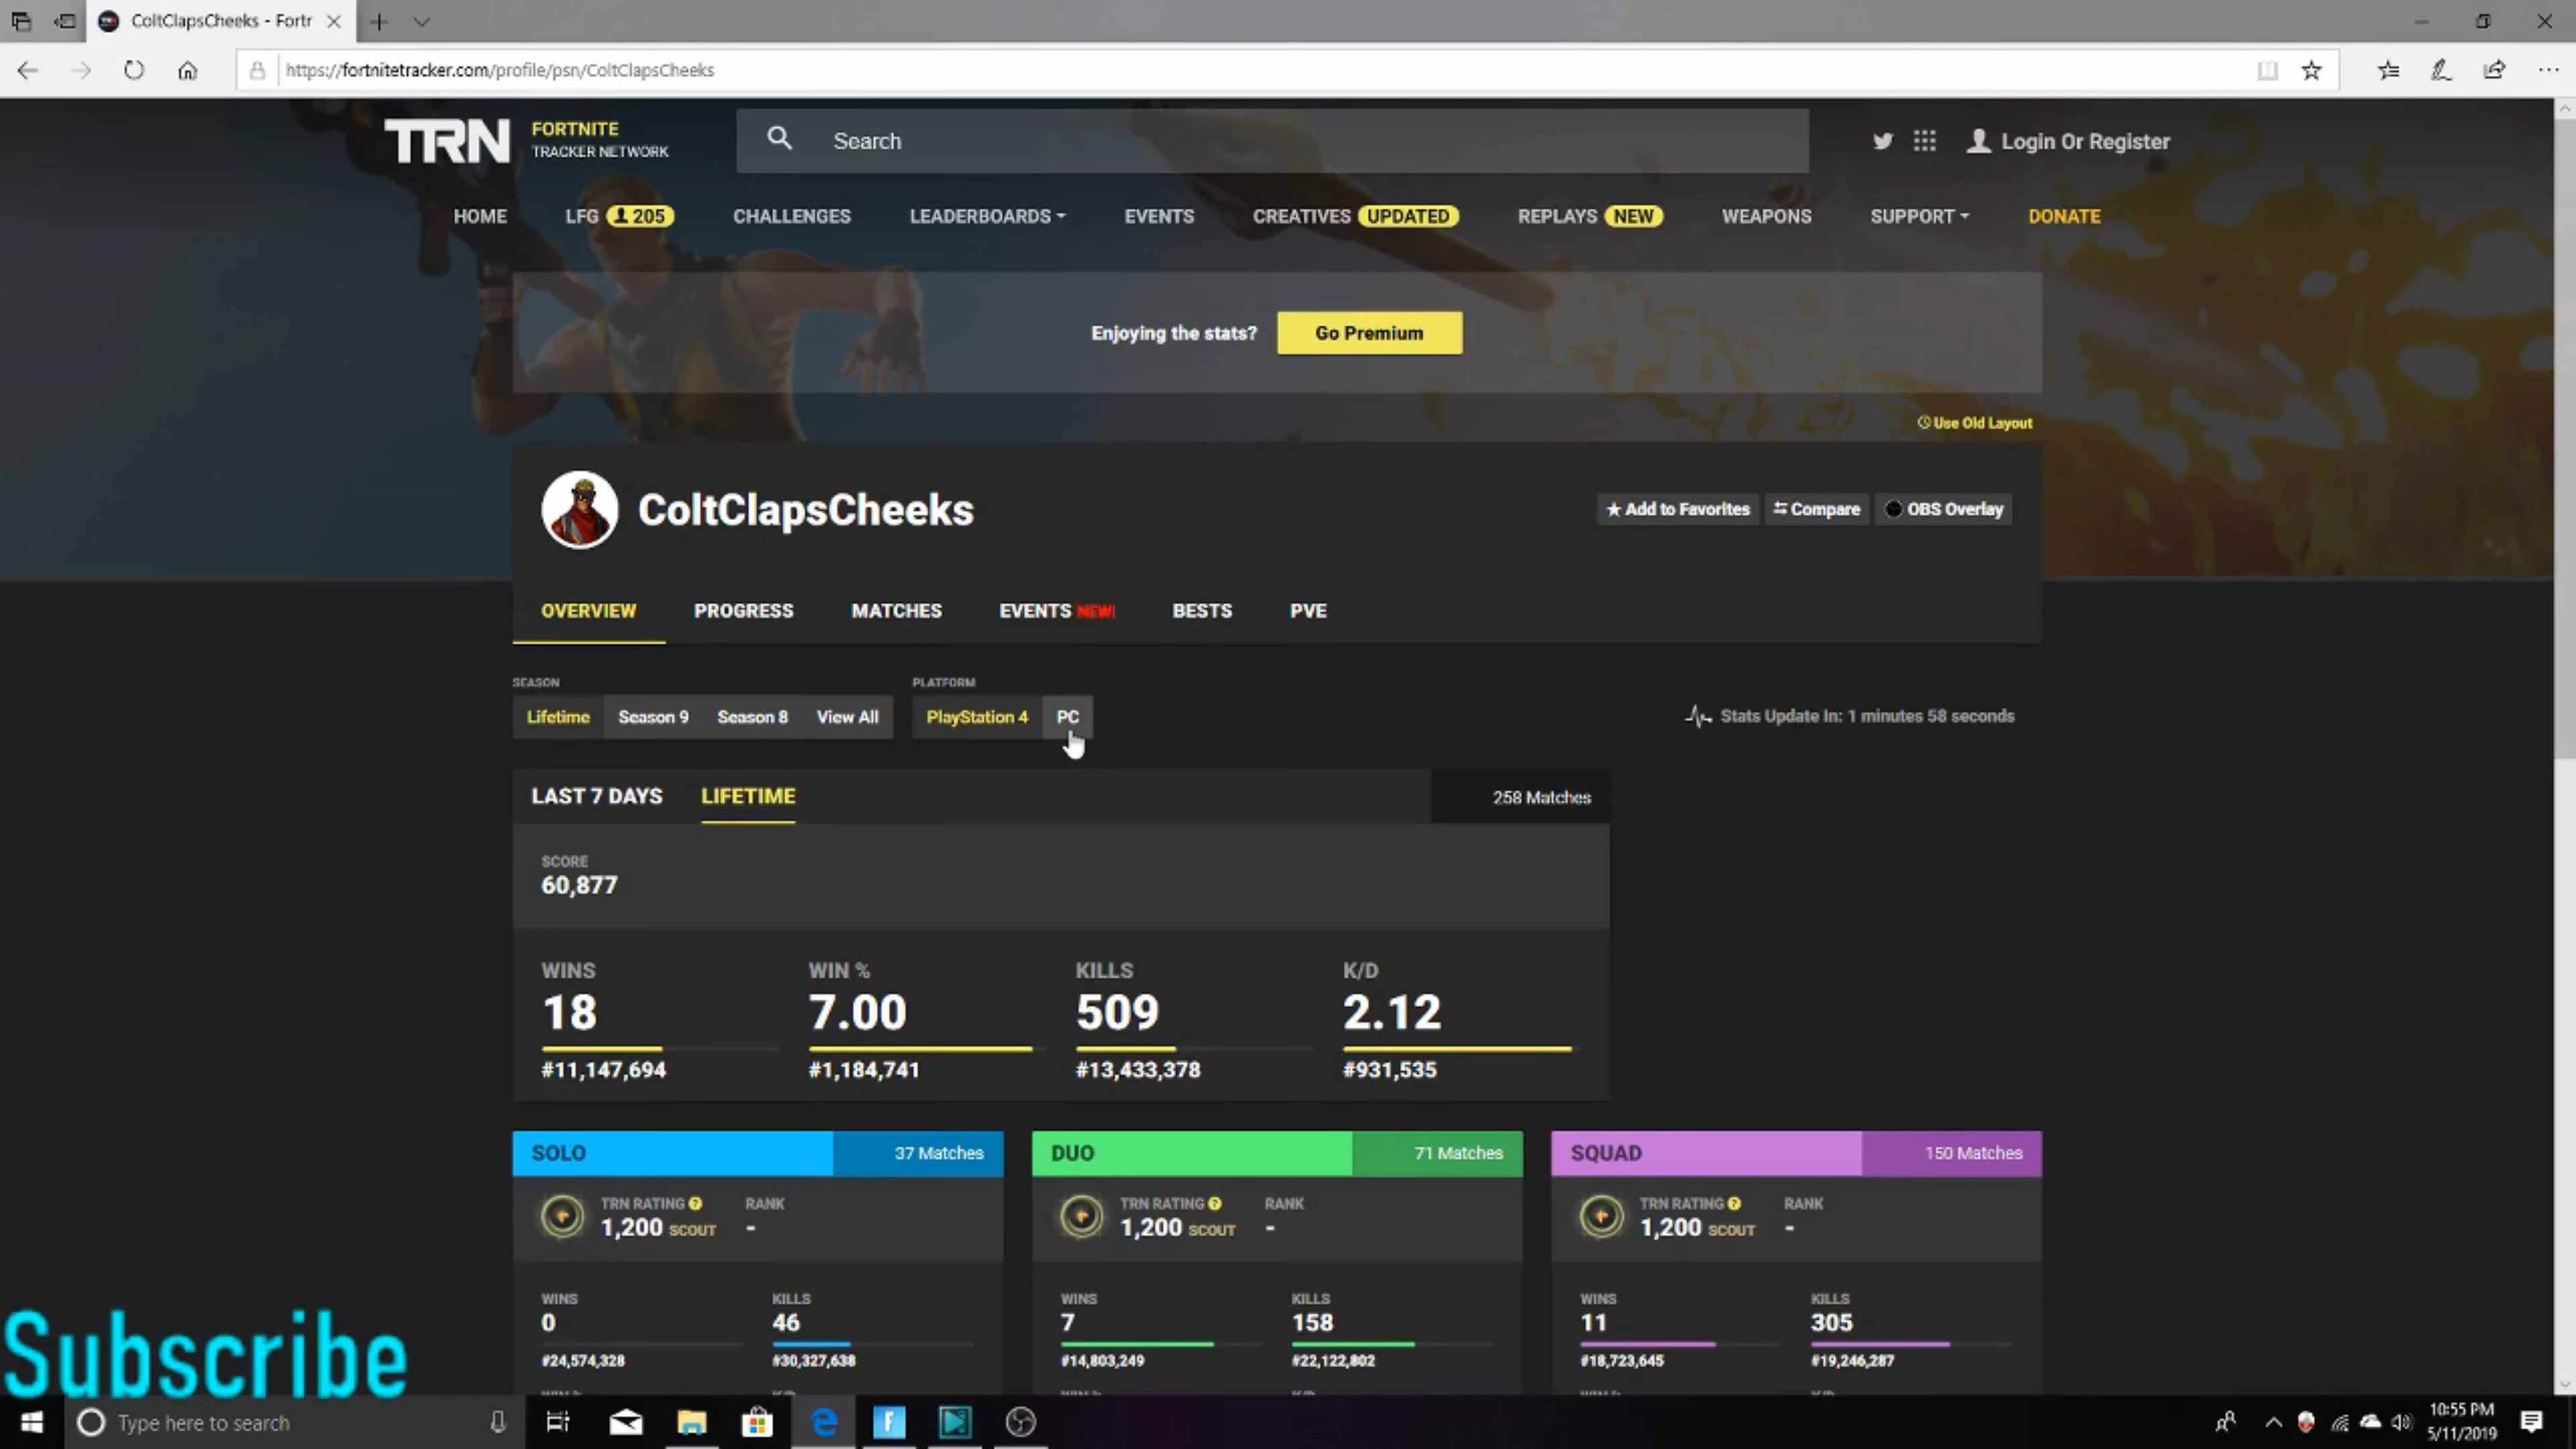 ColtClapsCheeks - Fortr
https://fortnitetracker.com/profile/psn/ColtClapsCheeks
TRN FORTNITE TRACKER NETWORK
Search
Login Or Register
HOME LFG 205 CHALLENGES LEADERBOARDS EVENTS CREATIVES UPDATED REPLAYS NEW WEAPONS SUPPORT DONATE
Enjoying the stats? Go Premium
Use Old Layout
ColtClapsCheeks
Add to Favorites Compare OBS Overlay
OVERVIEW PROGRESS MATCHES EVENTS NEW! BESTS PVE
SEASON PLATFORM
Lifetime Season 9 Season 8 View All PlayStation 4 PC
Stats Update In: 1 minutes 58 seconds
LAST 7 DAYS LIFETIME 258 Matches
SCORE
60,877
WINS WIN % KILLS K/D
18 7.00 509 2.12
#11,147,694 #1,184,741 #13,433,378 #931,535
SOLO 37 Matches DUO 71 Matches SQUAD 150 Matches
TRN RATING ? RANK TRN RATING ? RANK TRN RATING ? RANK
1,200 SCOUT - 1,200 SCOUT - 1,200 SCOUT -
WINS KILLS WINS KILLS WINS KILLS
0 46 7 158 11 305
#24,574,328 #30,327,638 #14,803,249 #22,122,802 #18,723,645 #19,246,287
Subscribe
Type here to search
10:55 PM
5/11/2019